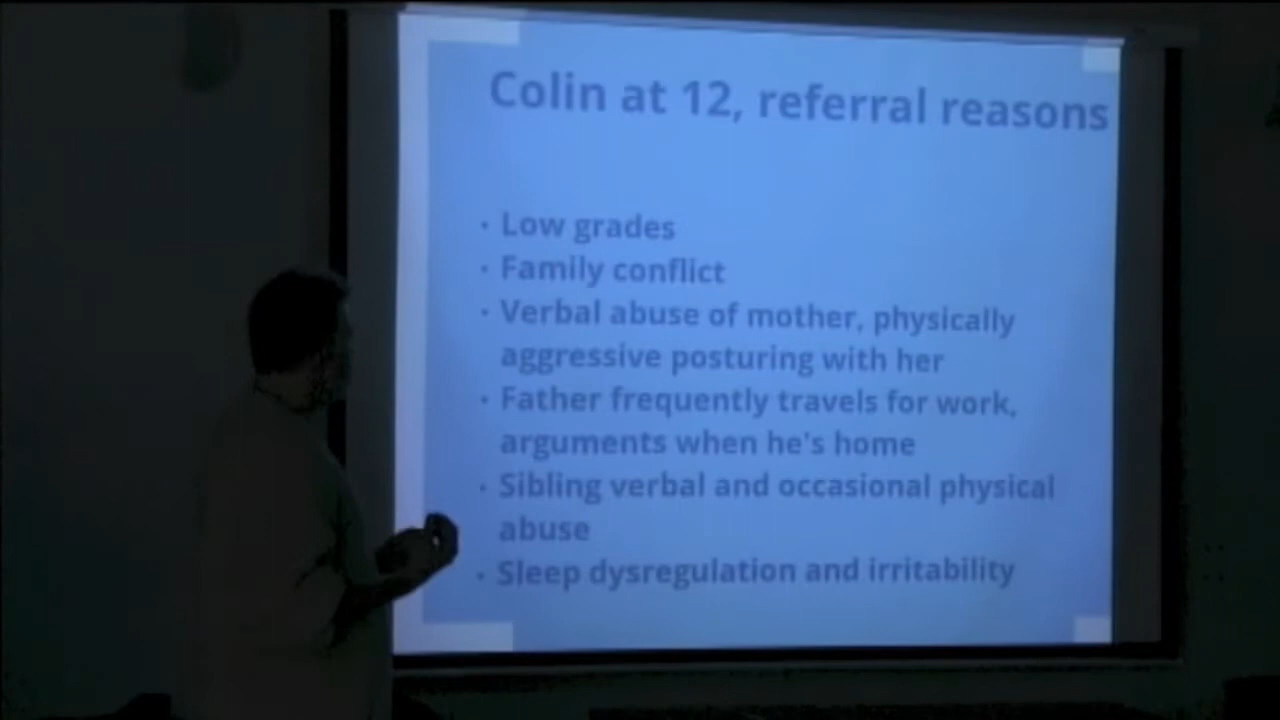 Colin at 12, referral reasons
· Low grades
· Family conflict
· Verbal abuse of mother, physically
aggressive posturing with her
· Father frequently travels for work,
arguments when he's home
· Sibling verbal and occasional physical
abuse
· Sleep dysregulation and irritability